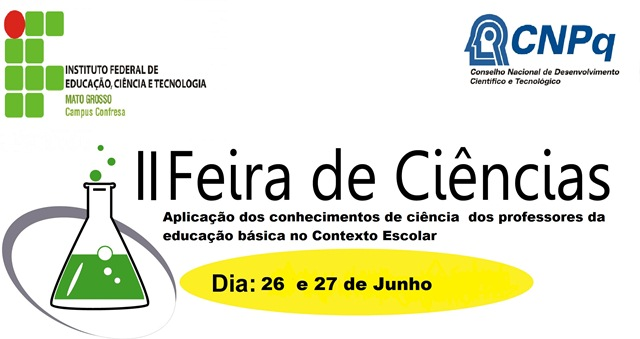 INSTITUTO FEDERAL DE
EDUCAÇÃO, CIÊNCIA E TECNOLOGIA
MATO GROSSO
Campus Confresa
CNPq
Conselho Nacional de Desenvolvimento
Científico e Tecnológico
II Feira de Ciências
Aplicação dos conhecimentos de ciência dos professores da
educação básica no Contexto Escolar
Dia: 26 e 27 de Junho